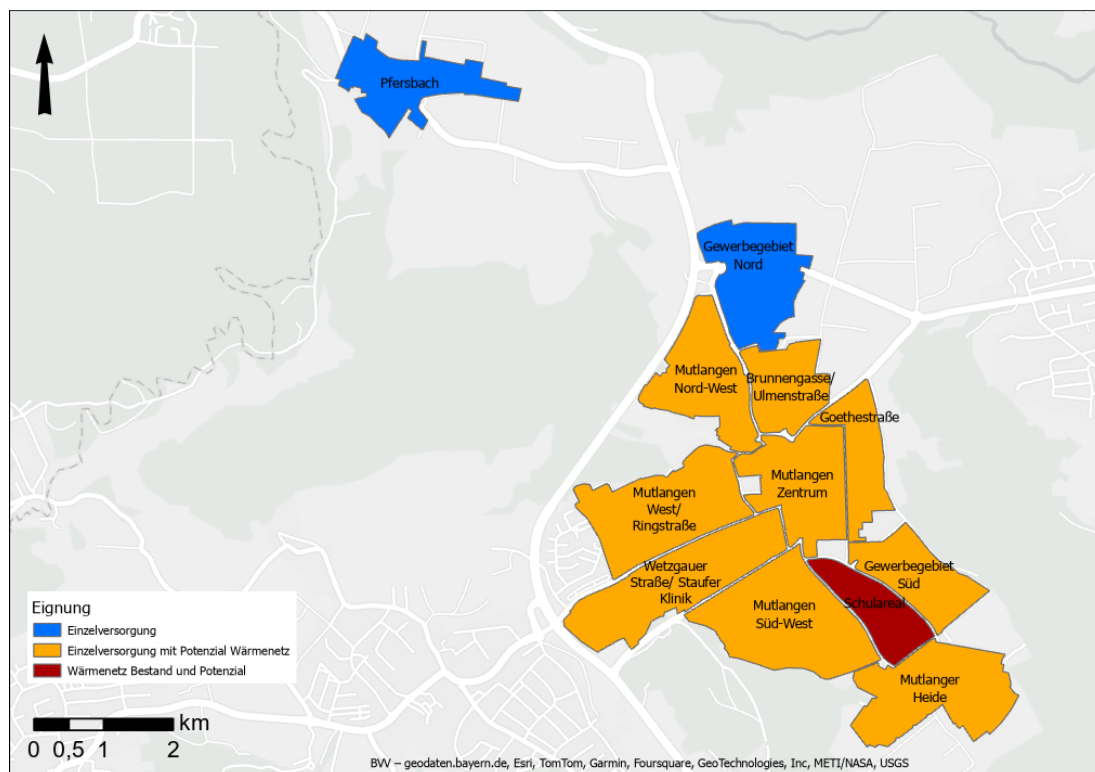 Pfersbach
Gewerbegebiet
Nord
Mutlangen
Nord-West
Brunnengasse/
Ulmenstraße
Goethestraße
Mutlangen
Zentrum
Mutlangen
West/
Ringstraße
Wetzgauer
Straße/ Staufer
Klinik
Gewerbegebiet
Süd
Schulareal
Mutlangen
Süd-West
Mutlanger
Heide
Eignung
Einzelversorgung
Einzelversorgung mit Potenzial Wärmenetz
Wärmenetz Bestand und Potenzial
km
0 0,5 1 2
BVV – geodaten.bayern.de, Esri, TomTom, Garmin, Foursquare, GeoTechnologies, Inc, METI/NASA, USGS